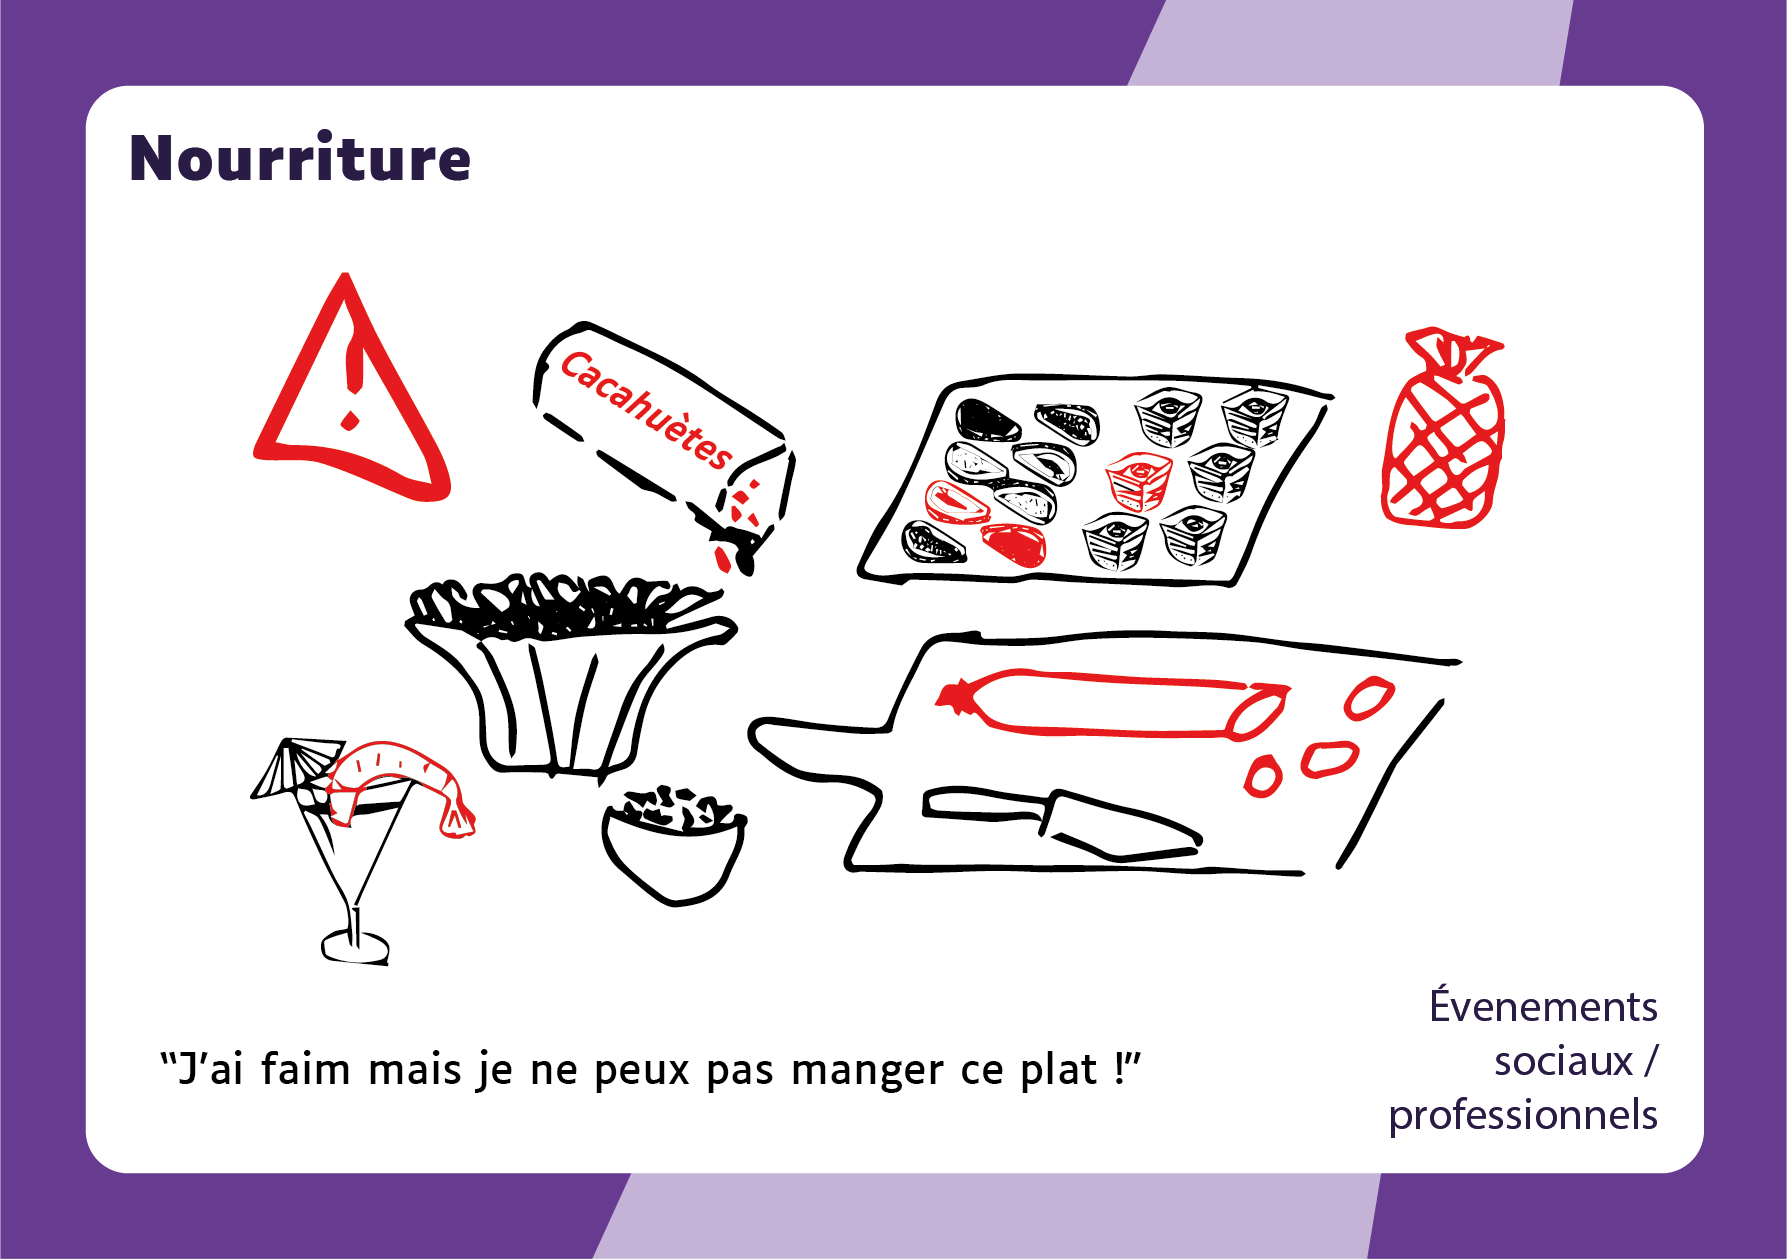 Nourriture
Cacahuètes
“J’ai faim mais je ne peux pas manger ce plat !”
Évenements
sociaux /
professionnels